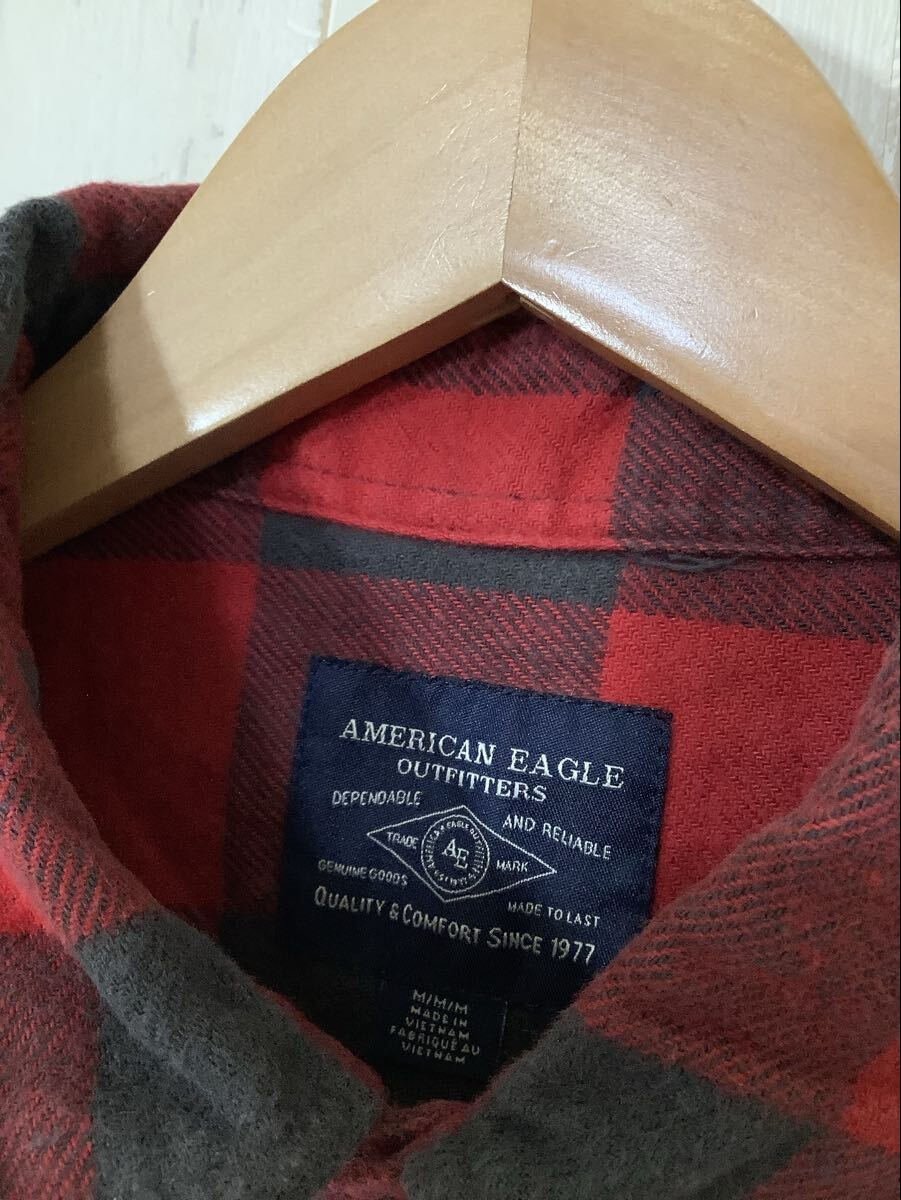 AMERICAN EAGLE
OUTFITTERS
DEPENDABLE AND RELIABLE
TRADE AE MARK
GENUINE GOODS MADE TO LAST
QUALITY & COMFORT SINCE 1977
M/M/M
MADE IN
VIETNAM
FABRIQUÉ AU
VIETNAM